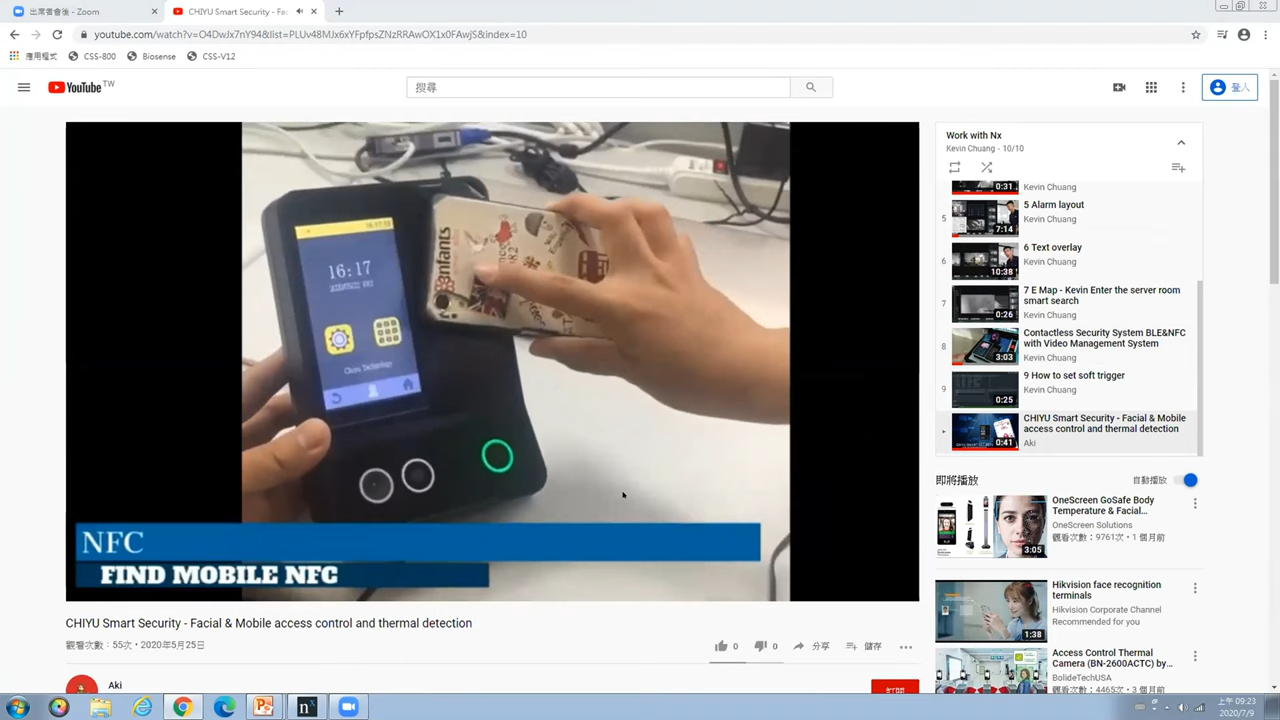 出席者會後 - Zoom
CHIYU Smart Security - Fac
youtube.com/watch?v=O4DwJx7nY94&list=PLUv48MJx6xYFpfpsZNzRRAwOX1x0FAwjS&index=10
應用程式
CSS-800
Biosense
CSS-V12
YouTube TW
搜尋
登入
Work with Nx
Kevin Chuang - 10/10
0:31
Kevin Chuang
5
7:14
5 Alarm layout
Kevin Chuang
6
10:38
6 Text overlay
Kevin Chuang
7
0:26
7 E Map - Kevin Enter the server room
smart search
Kevin Chuang
8
3:03
Contactless Security System BLE&NFC
with Video Management System
Kevin Chuang
9
0:25
9 How to set soft trigger
Kevin Chuang
0:41
CHIYU Smart Security - Facial & Mobile
access control and thermal detection
Aki
16:17
Chiyu Technology
enfants
NFC
FIND MOBILE NFC
CHIYU Smart Security - Facial & Mobile access control and thermal detection
觀看次數：55次 • 2020年5月25日
0
0
分享
儲存
Aki
訂閱
即將播放
自動播放
3:05
OneScreen GoSafe Body
Temperature & Facial...
OneScreen Solutions
觀看次數：9761次 • 1 個月前
1:38
Hikvision face recognition
terminals
Hikvision Corporate Channel
Recommended for you
Access Control Thermal
Camera (BN-2600ACTC) by...
BolideTechUSA
觀看次數：4465次 • 3 個月前
上午 09:23
2020/7/9